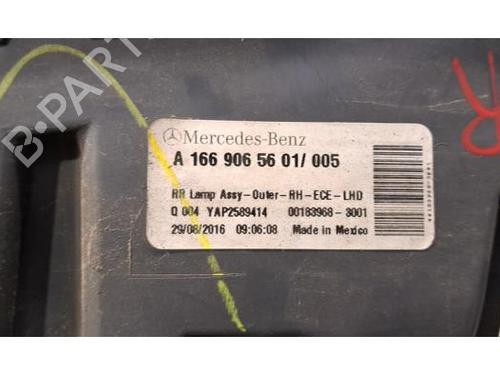 B-PARTS
Mercedes-Benz
A 166 906 56 01/ 005
RR Lamp Assy-Outer-RH-ECE-LHD
Q 004 YAP2589414 00183968-3001
29/08/2016 09:06:08 Made in Mexico
R